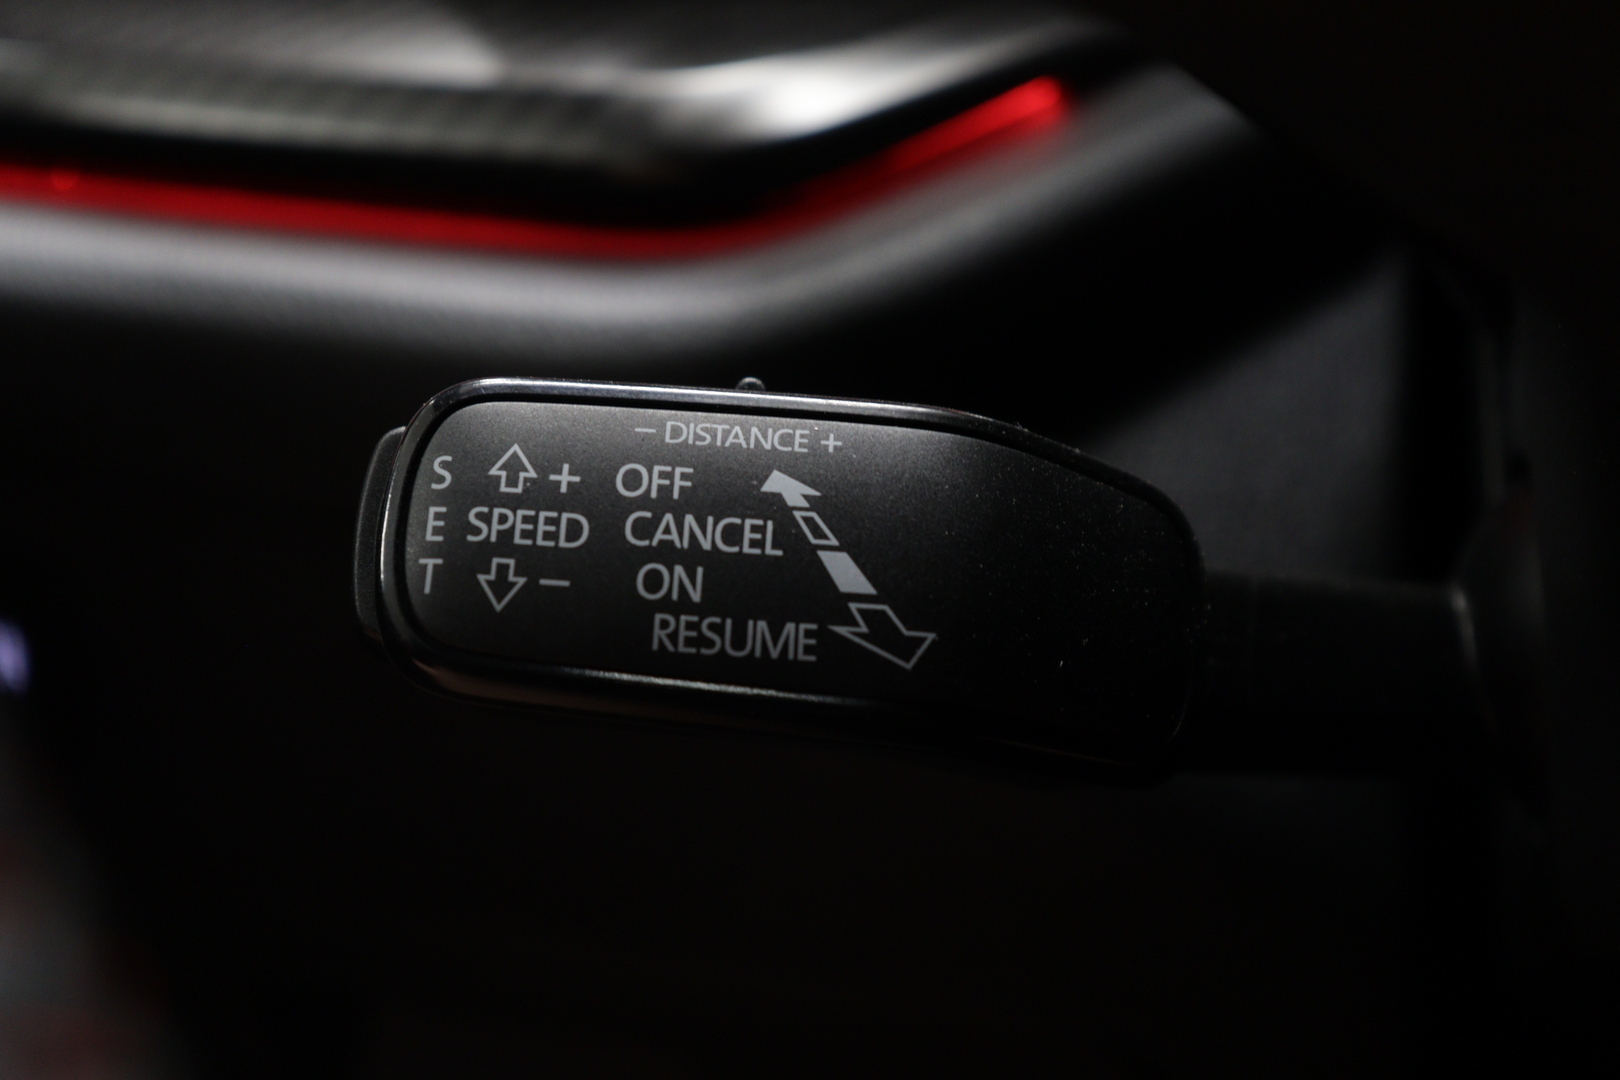 – DISTANCE +
S + OFF
E SPEED CANCEL
T – ON
RESUME